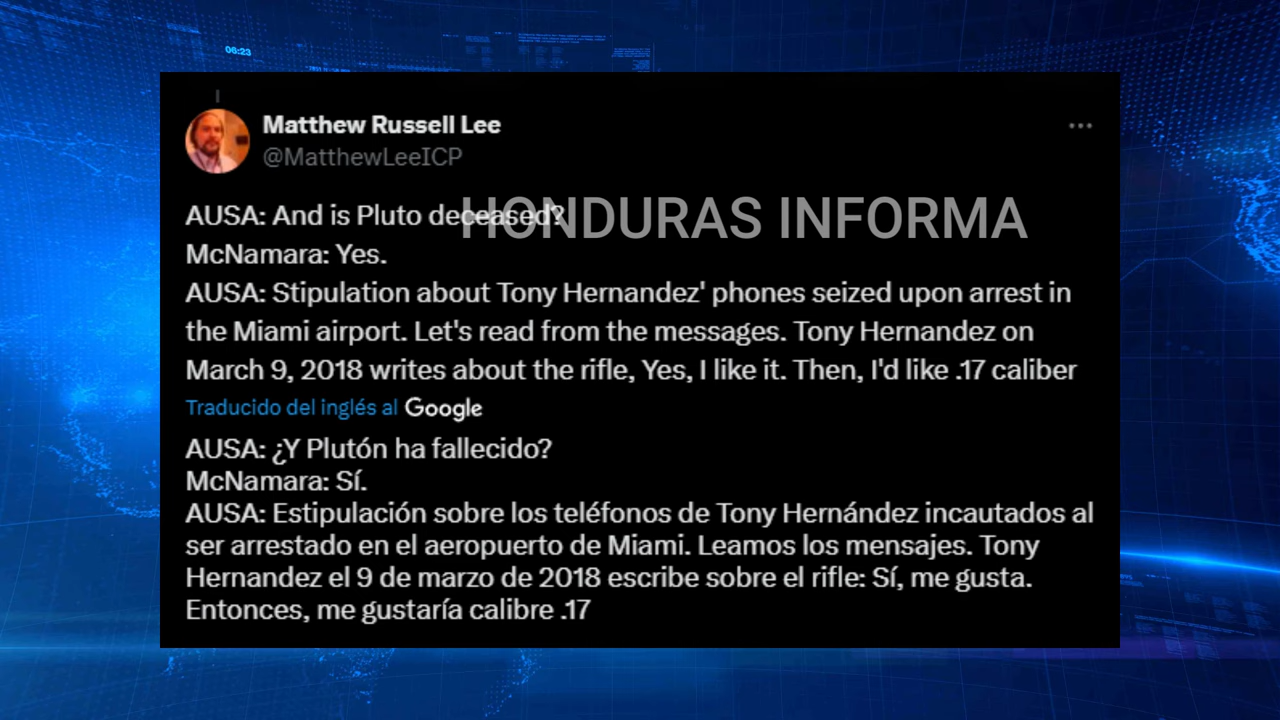 06:23
Matthew Russell Lee
@MatthewLeeICP
AUSA: And is Pluto deceased?
HONDURAS INFORMA
McNamara: Yes.
AUSA: Stipulation about Tony Hernandez' phones seized upon arrest in
the Miami airport. Let's read from the messages. Tony Hernandez on
March 9, 2018 writes about the rifle, Yes, I like it. Then, I'd like .17 caliber
Traducido del inglés al Google
AUSA: ¿Y Plutón ha fallecido?
McNamara: Sí.
AUSA: Estipulación sobre los teléfonos de Tony Hernández incautados al
ser arrestado en el aeropuerto de Miami. Leamos los mensajes. Tony
Hernandez el 9 de marzo de 2018 escribe sobre el rifle: Sí, me gusta.
Entonces, me gustaría calibre .17